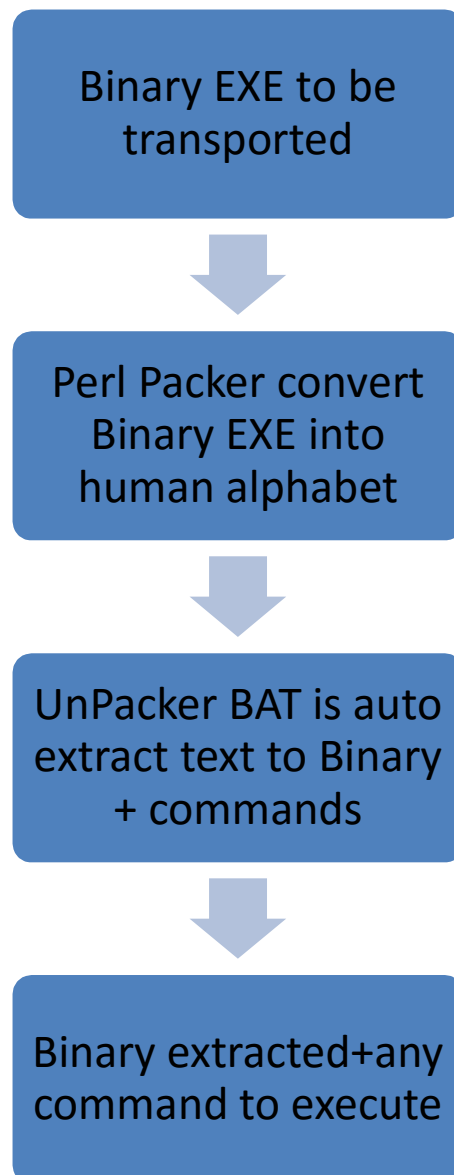 Binary EXE to be
transported
Perl Packer convert
Binary EXE into
human alphabet
UnPacker BAT is auto
extract text to Binary
+ commands
Binary extracted+any
command to execute